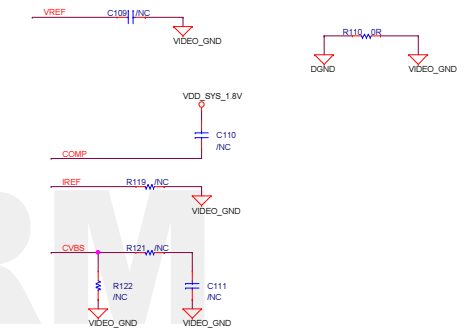 VREF
C109 /NC
VIDEO_GND
R110 0R
DGND
VIDEO_GND
VDD_SYS_1.8V
C110
/NC
COMP
IREF
R119 /NC
VIDEO_GND
CVBS
R121 /NC
R122
/NC
C111
/NC
VIDEO_GND
VIDEO_GND
RM